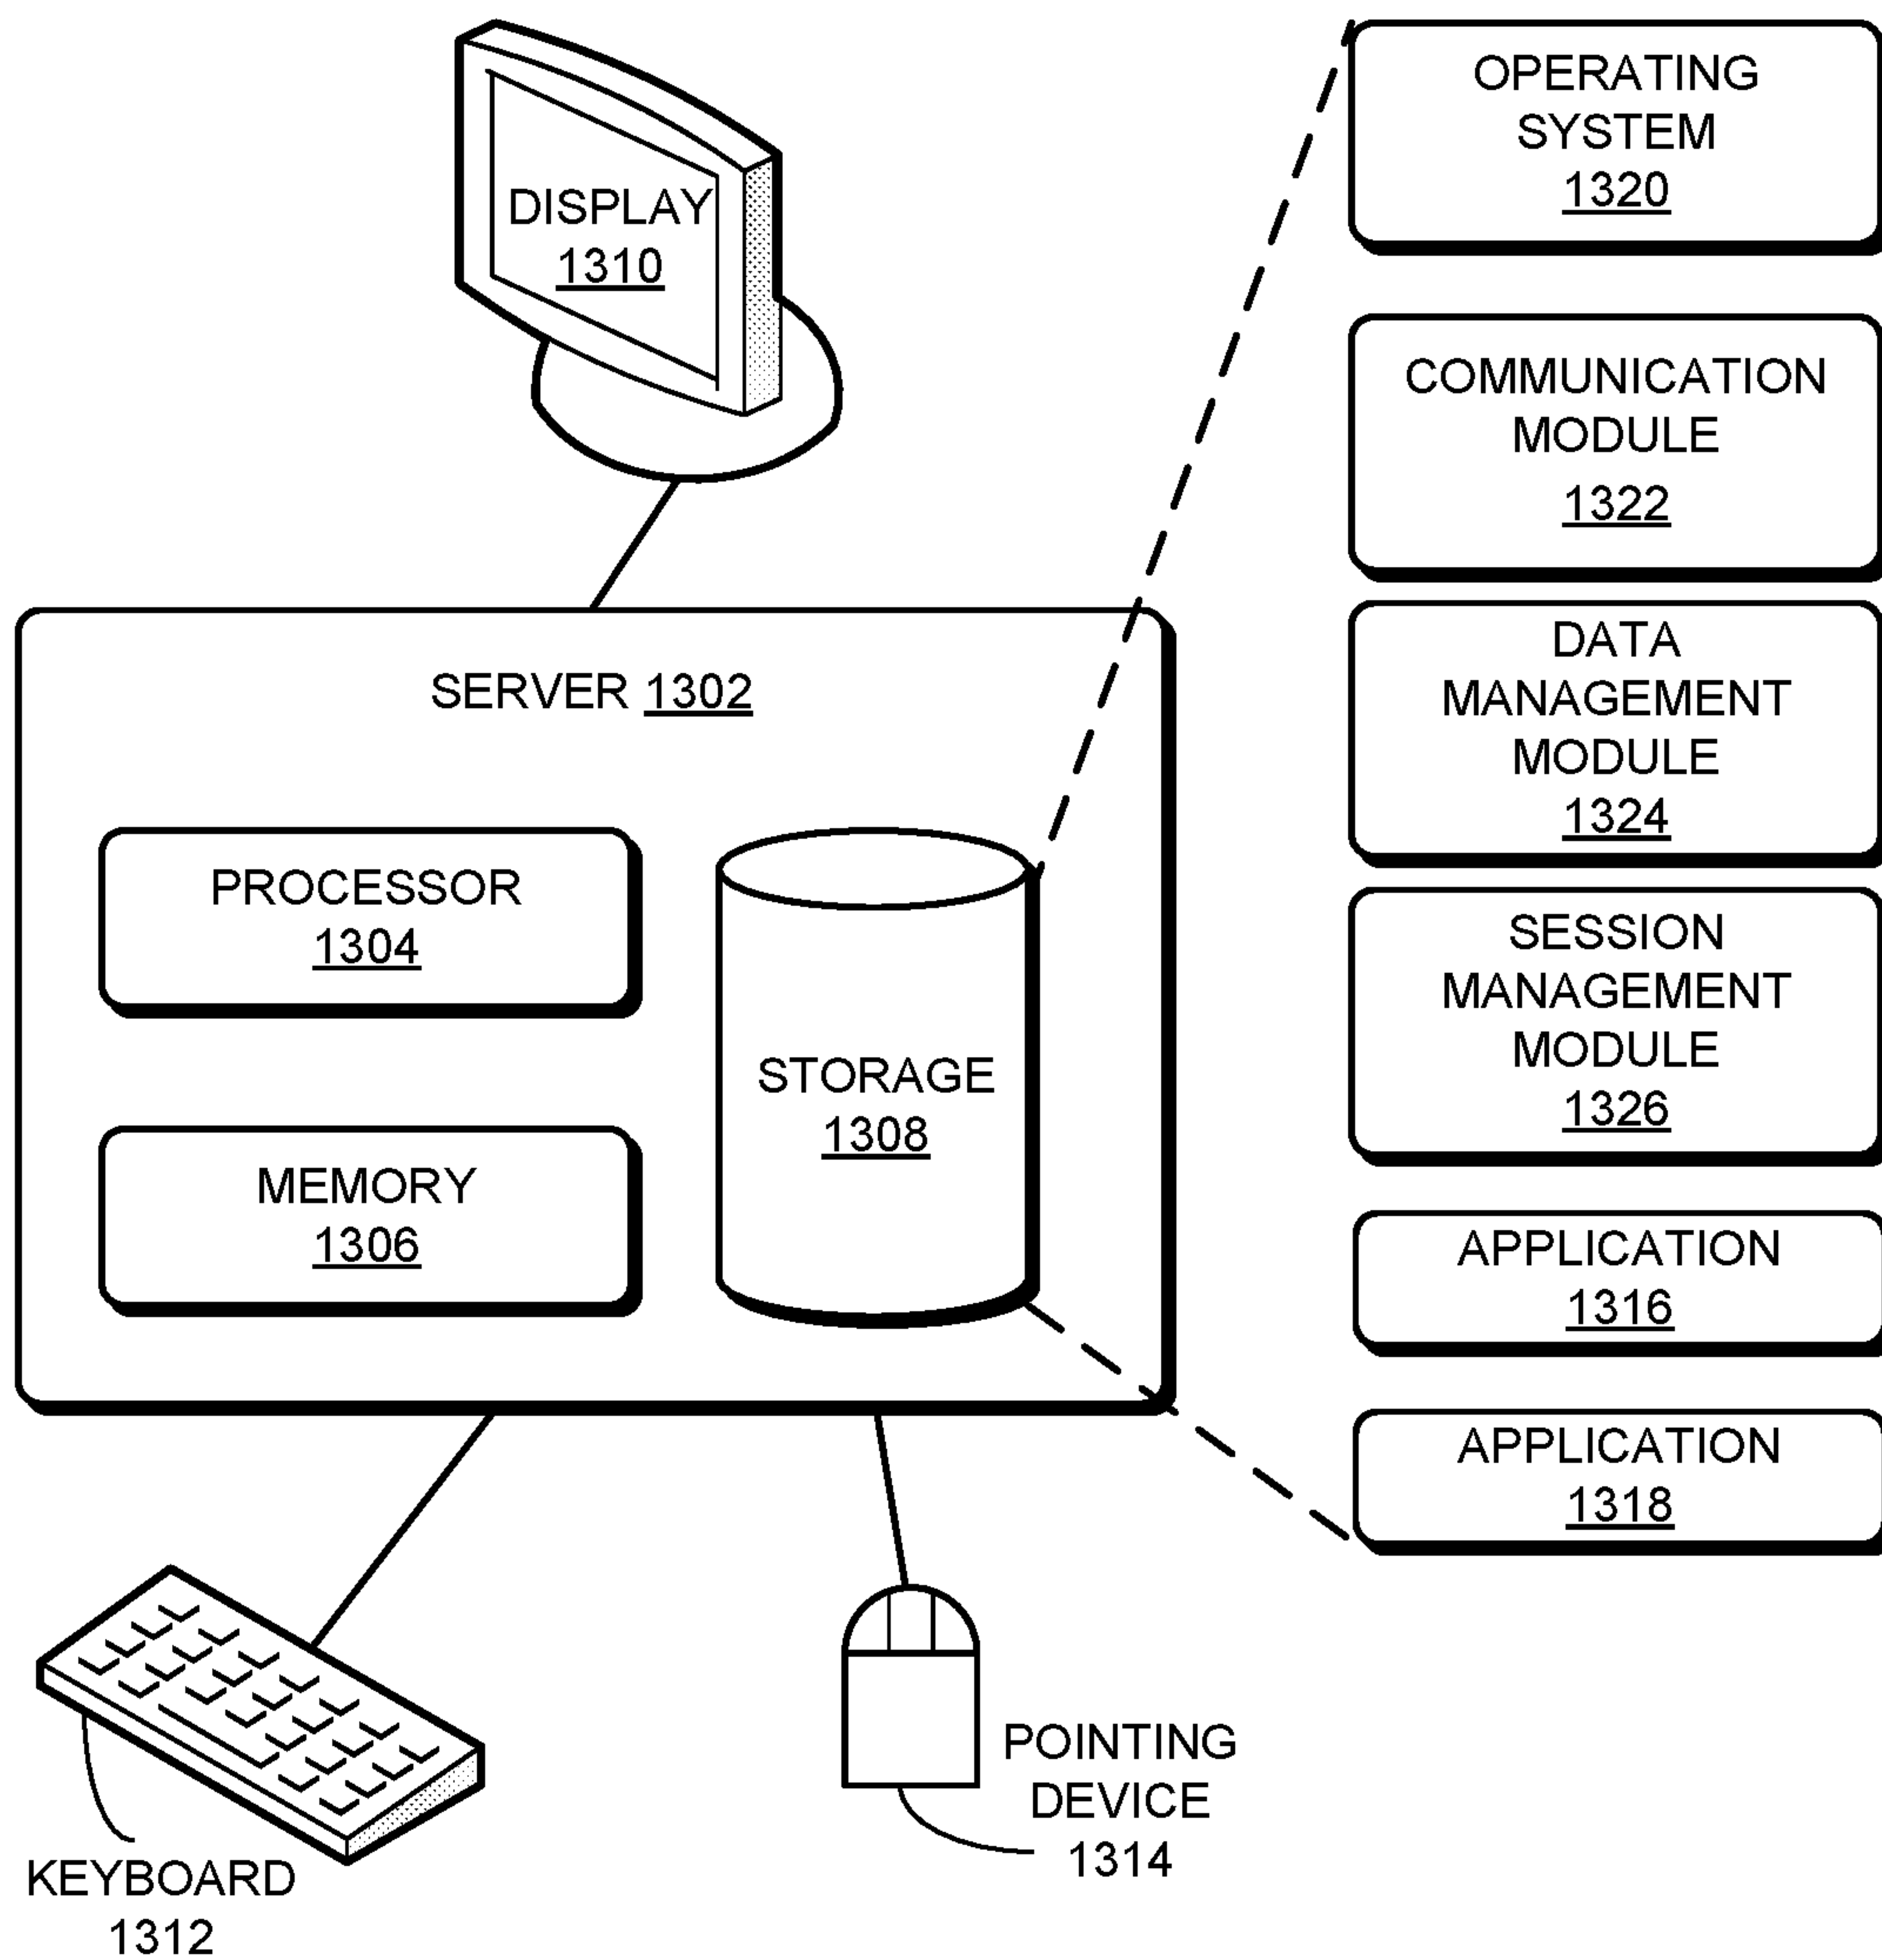 DISPLAY
1310
SERVER 1302
PROCESSOR
1304
MEMORY
1306
STORAGE
1308
KEYBOARD
1312
POINTING
DEVICE
1314
OPERATING
SYSTEM
1320
COMMUNICATION
MODULE
1322
DATA
MANAGEMENT
MODULE
1324
SESSION
MANAGEMENT
MODULE
1326
APPLICATION
1316
APPLICATION
1318